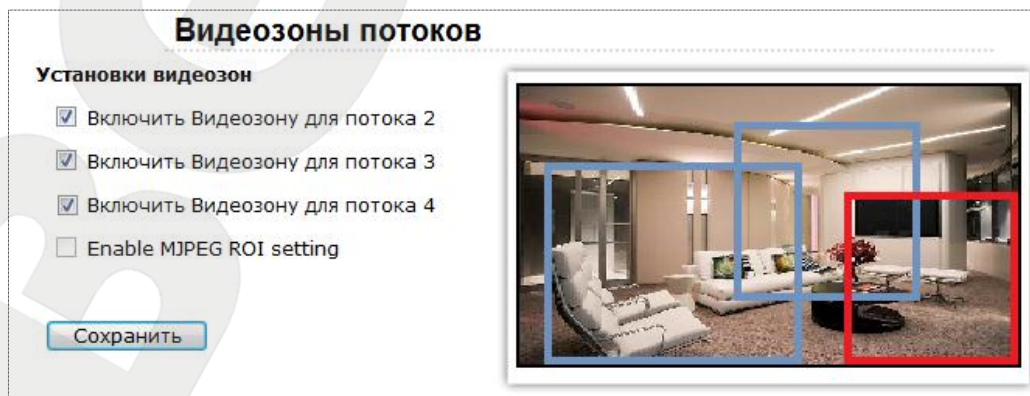 Видеозоны потоков
Установки видеозон
Включить Видеозону для потока 2
Включить Видеозону для потока 3
Включить Видеозону для потока 4
Enable MJPEG ROI setting
Сохранить